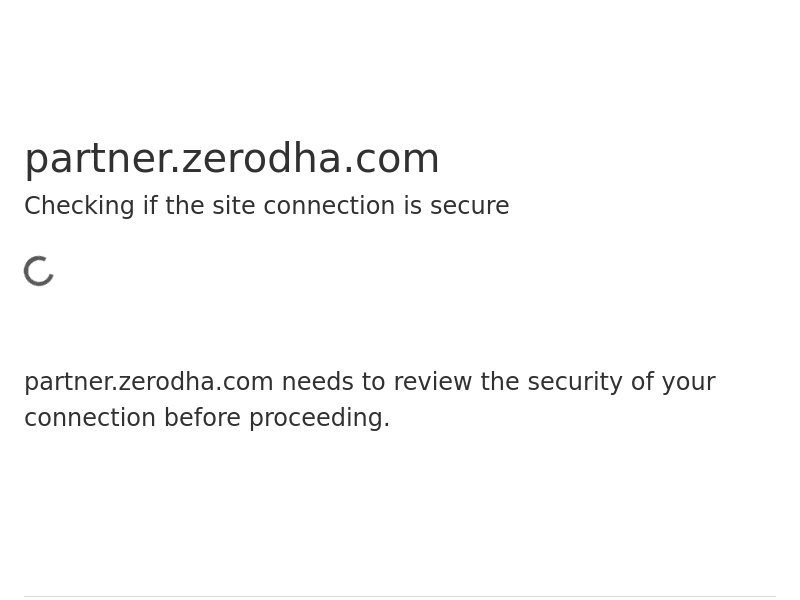 partner.zerodha.com
Checking if the site connection is secure
partner.zerodha.com needs to review the security of your
connection before proceeding.